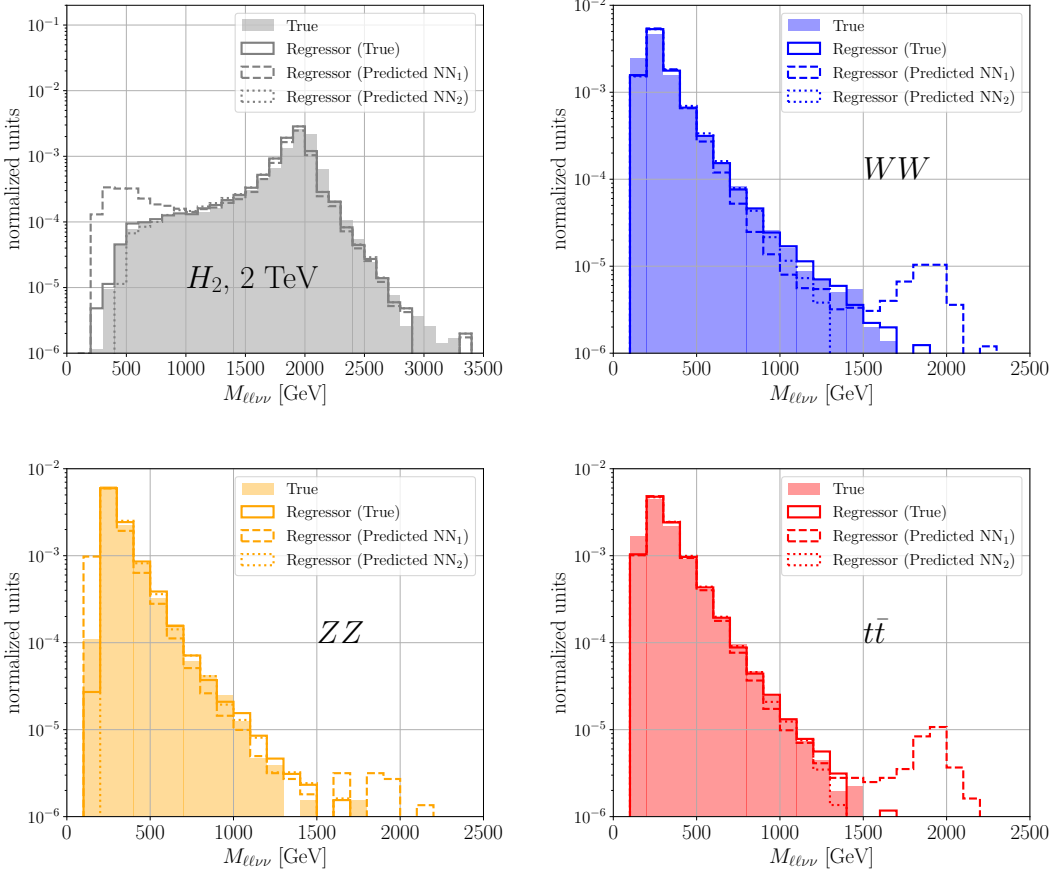 True
Regressor (True)
Regressor (Predicted NN₁)
Regressor (Predicted NN₂)
H₂, 2 TeV
normalized units
10⁻¹
10⁻²
10⁻³
10⁻⁴
10⁻⁵
10⁻⁶
0 500 1000 1500 2000 2500 3000 3500
M_ℓℓνν [GeV]
True
Regressor (True)
Regressor (Predicted NN₁)
Regressor (Predicted NN₂)
WW
normalized units
10⁻²
10⁻³
10⁻⁴
10⁻⁵
10⁻⁶
0 500 1000 1500 2000 2500
M_ℓℓνν [GeV]
True
Regressor (True)
Regressor (Predicted NN₁)
Regressor (Predicted NN₂)
ZZ
normalized units
10⁻²
10⁻³
10⁻⁴
10⁻⁵
10⁻⁶
0 500 1000 1500 2000 2500
M_ℓℓνν [GeV]
True
Regressor (True)
Regressor (Predicted NN₁)
Regressor (Predicted NN₂)
tt̄
normalized units
10⁻²
10⁻³
10⁻⁴
10⁻⁵
10⁻⁶
0 500 1000 1500 2000 2500
M_ℓℓνν [GeV]